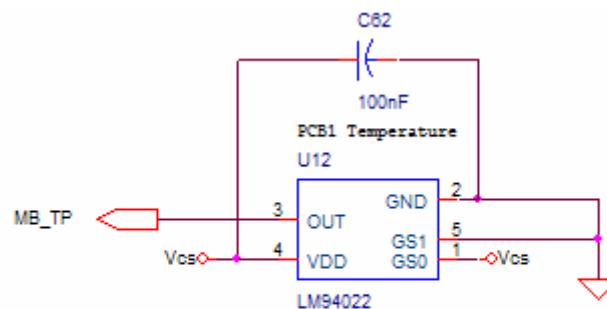 C62
100nF
PCB1 Temperature
U12
MB_TP
3 OUT GND 2
GS1 5
Vcs 4 VDD GS0 1 Vcs
LM94022